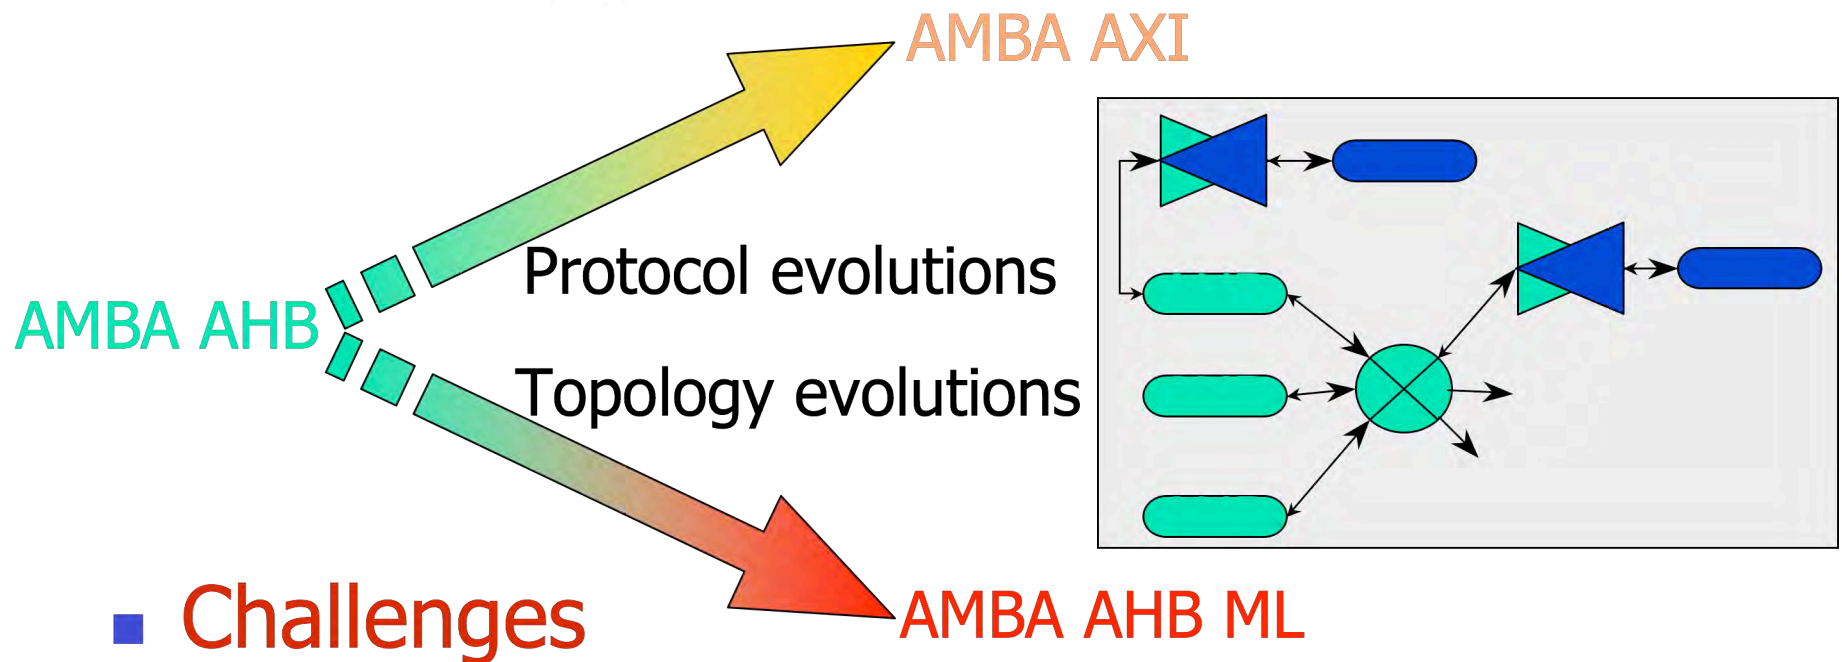 AMBA AXI
Protocol evolutions
AMBA AHB
Topology evolutions
AMBA AHB ML
Challenges